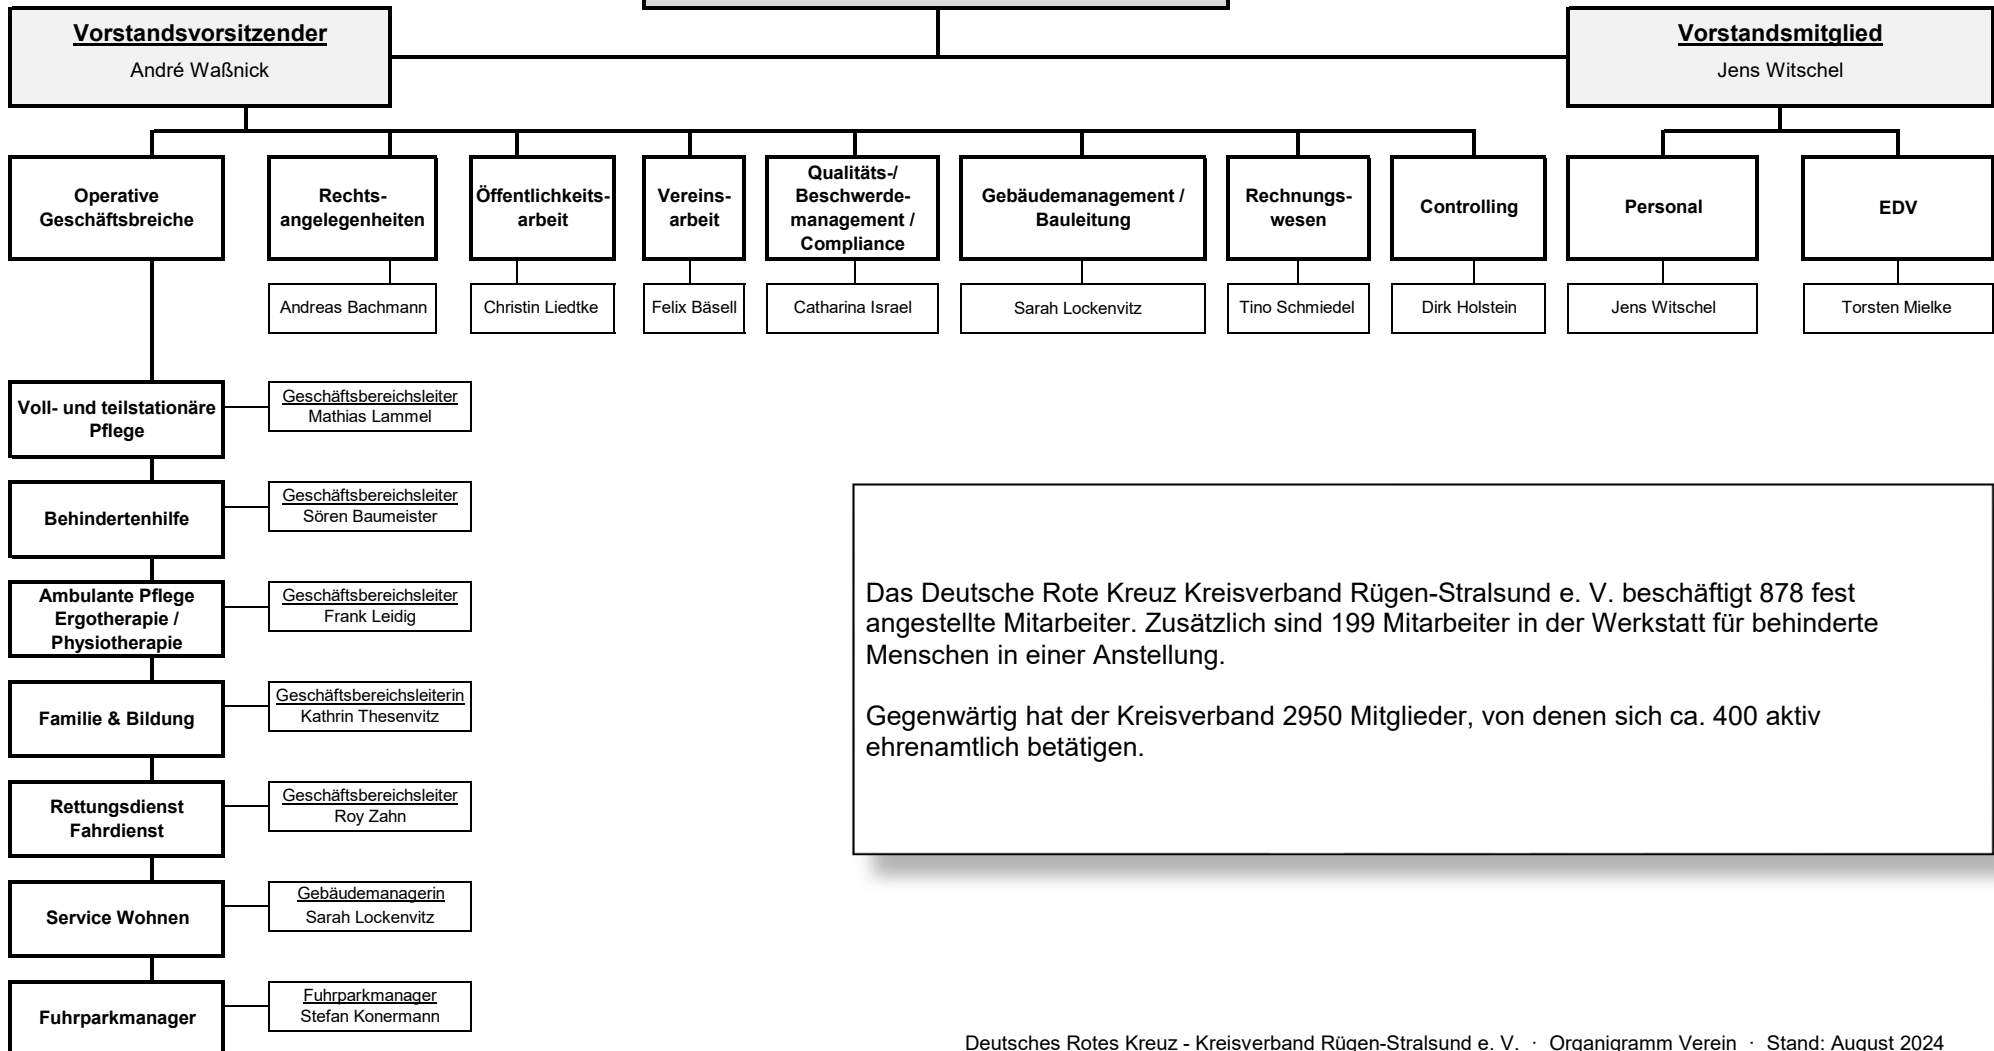 Vorstandsvorsitzender
André Waßnick
Vorstandsmitglied
Jens Witschel
Operative
Geschäftsbreiche
Rechts-
angelegenheiten
Öffentlichkeits-
arbeit
Vereins-
arbeit
Qualitäts-/
Beschwerde-
management /
Compliance
Gebäudemanagement /
Bauleitung
Rechnungs-
wesen
Controlling
Personal
EDV
Andreas Bachmann
Christin Liedtke
Felix Bäsell
Catharina Israel
Sarah Lockenvitz
Tino Schmiedel
Dirk Holstein
Jens Witschel
Torsten Mielke
Voll- und teilstationäre
Pflege
Geschäftsbereichsleiter
Mathias Lammel
Behindertenhilfe
Geschäftsbereichsleiter
Sören Baumeister
Ambulante Pflege
Ergotherapie /
Physiotherapie
Geschäftsbereichsleiter
Frank Leidig
Familie & Bildung
Geschäftsbereichsleiterin
Kathrin Thesenvitz
Rettungsdienst
Fahrdienst
Geschäftsbereichsleiter
Roy Zahn
Service Wohnen
Gebäudemanagerin
Sarah Lockenvitz
Fuhrparkmanager
Fuhrparkmanager
Stefan Konermann
Das Deutsche Rote Kreuz Kreisverband Rügen-Stralsund e. V. beschäftigt 878 fest
angestellte Mitarbeiter. Zusätzlich sind 199 Mitarbeiter in der Werkstatt für behinderte
Menschen in einer Anstellung.
Gegenwärtig hat der Kreisverband 2950 Mitglieder, von denen sich ca. 400 aktiv
ehrenamtlich betätigen.
Deutsches Rotes Kreuz - Kreisverband Rügen-Stralsund e. V. · Organigramm Verein · Stand: August 2024